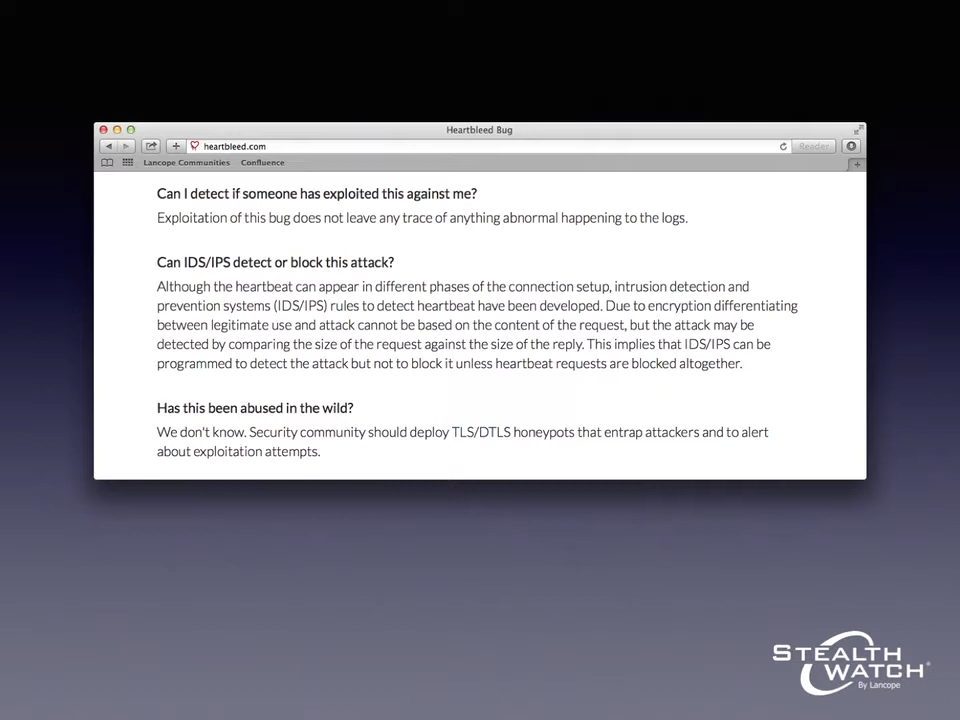 Heartbleed Bug
heartbleed.com
Reader
Lancope Communities Confluence
Can I detect if someone has exploited this against me?
Exploitation of this bug does not leave any trace of anything abnormal happening to the logs.
Can IDS/IPS detect or block this attack?
Although the heartbeat can appear in different phases of the connection setup, intrusion detection and
prevention systems (IDS/IPS) rules to detect heartbeat have been developed. Due to encryption differentiating
between legitimate use and attack cannot be based on the content of the request, but the attack may be
detected by comparing the size of the request against the size of the reply. This implies that IDS/IPS can be
programmed to detect the attack but not to block it unless heartbeat requests are blocked altogether.
Has this been abused in the wild?
We don't know. Security community should deploy TLS/DTLS honeypots that entrap attackers and to alert
about exploitation attempts.
STEALTH
WATCH®
By Lancope